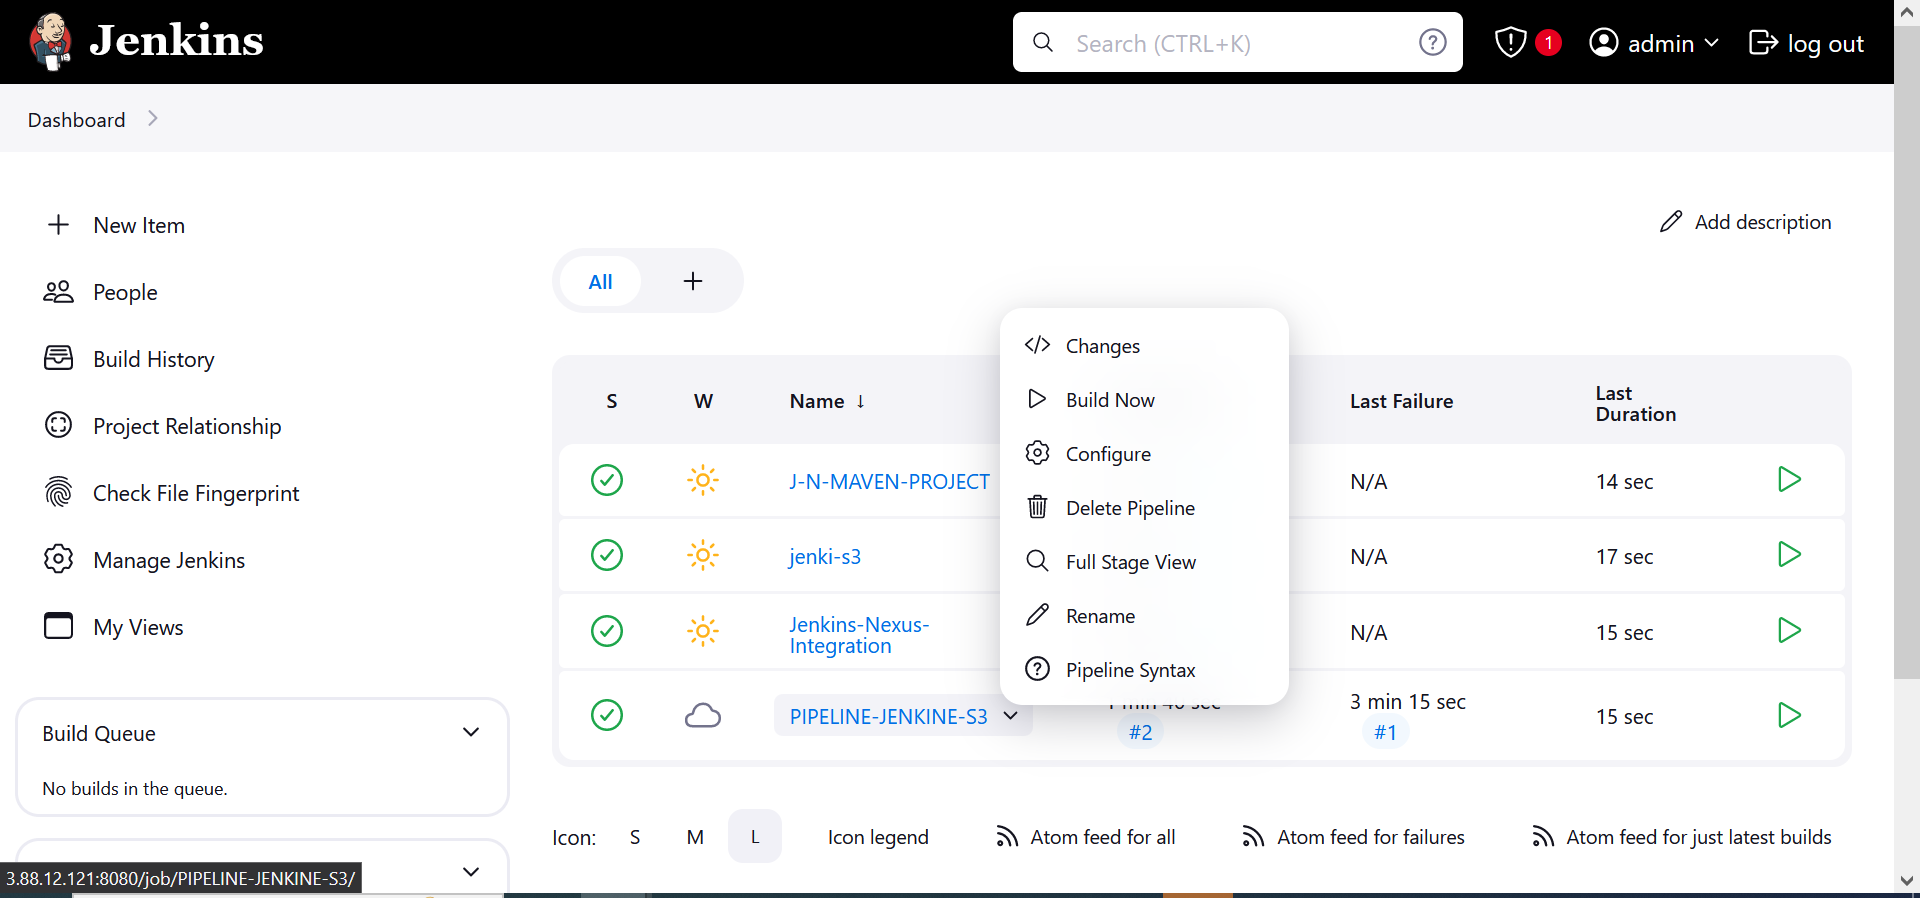 Jenkins
Search (CTRL+K)
1
admin
log out
Dashboard
New Item
People
Build History
Project Relationship
Check File Fingerprint
Manage Jenkins
My Views
Build Queue
No builds in the queue.
3.88.12.121:8080/job/PIPELINE-JENKINE-S3/
Add description
All
S W Name ↓ Last Failure Last Duration
J-N-MAVEN-PROJECT N/A 14 sec
jenki-s3 N/A 17 sec
Jenkins-Nexus-
Integration N/A 15 sec
PIPELINE-JENKINE-S3 #2 3 min 15 sec #1 15 sec
Changes
Build Now
Configure
Delete Pipeline
Full Stage View
Rename
Pipeline Syntax
Icon: S M L Icon legend Atom feed for all Atom feed for failures Atom feed for just latest builds